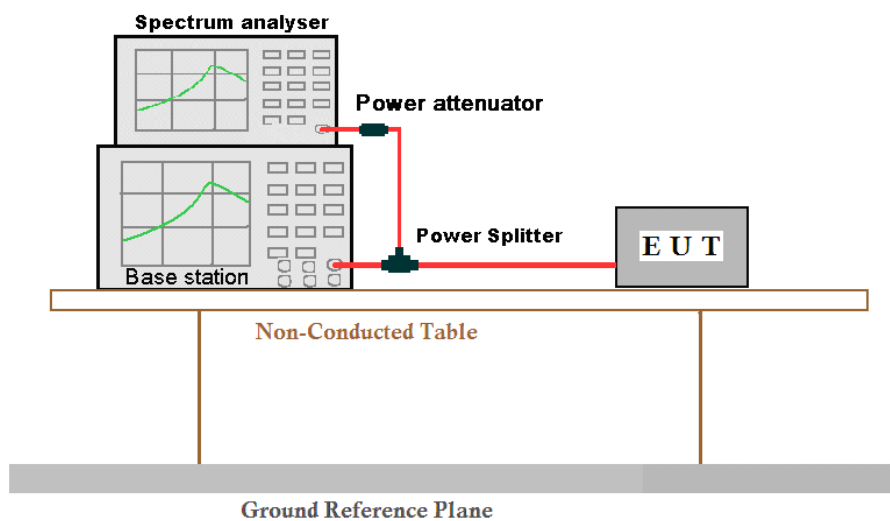 Spectrum analyser
Power attenuator
Power Splitter
E U T
Base station
Non-Conducted Table
Ground Reference Plane